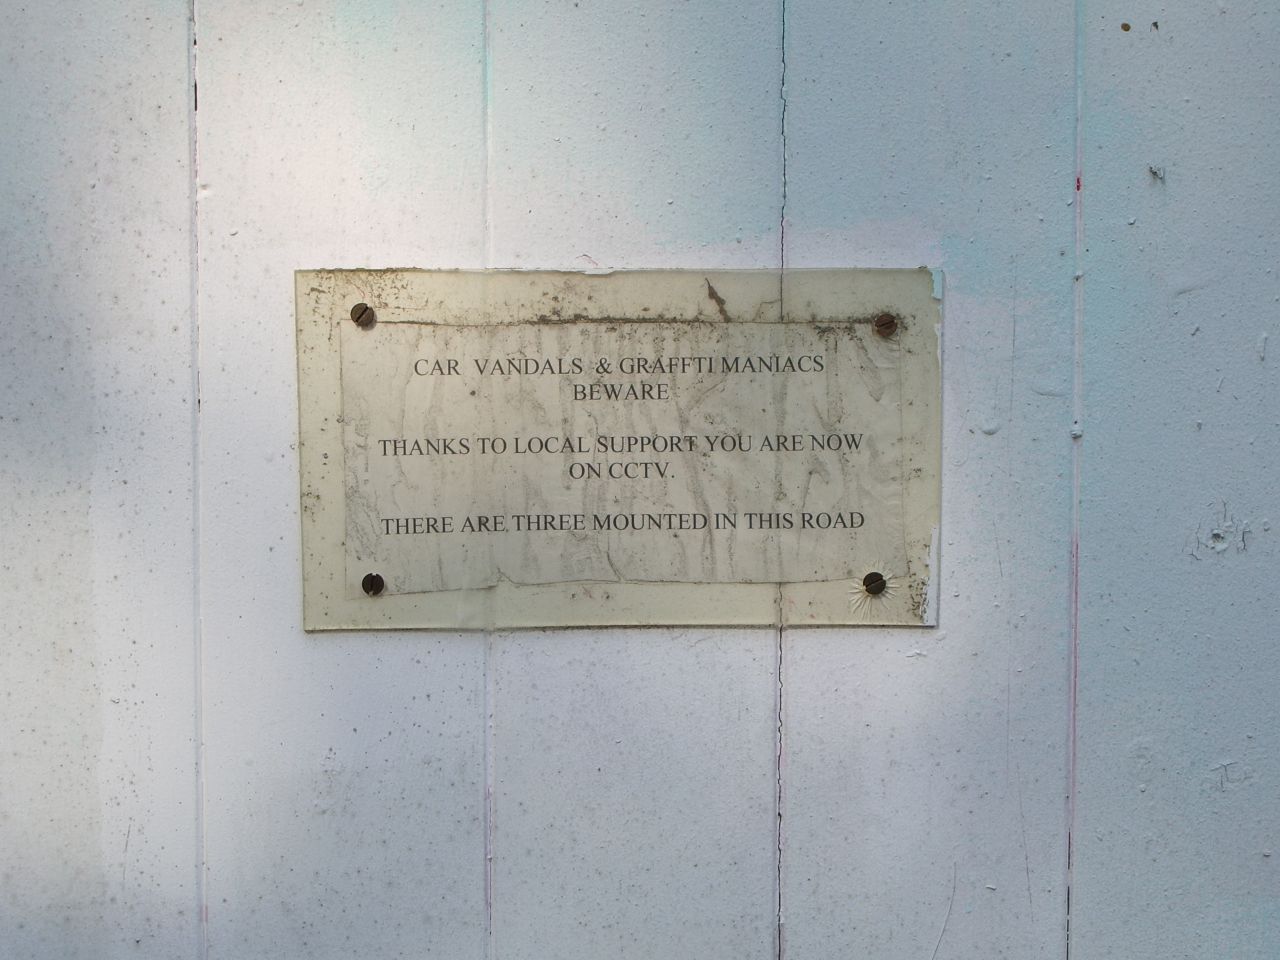 CAR VANDALS & GRAFFTI MANIACS
BEWARE
THANKS TO LOCAL SUPPORT YOU ARE NOW
ON CCTV.
THERE ARE THREE MOUNTED IN THIS ROAD